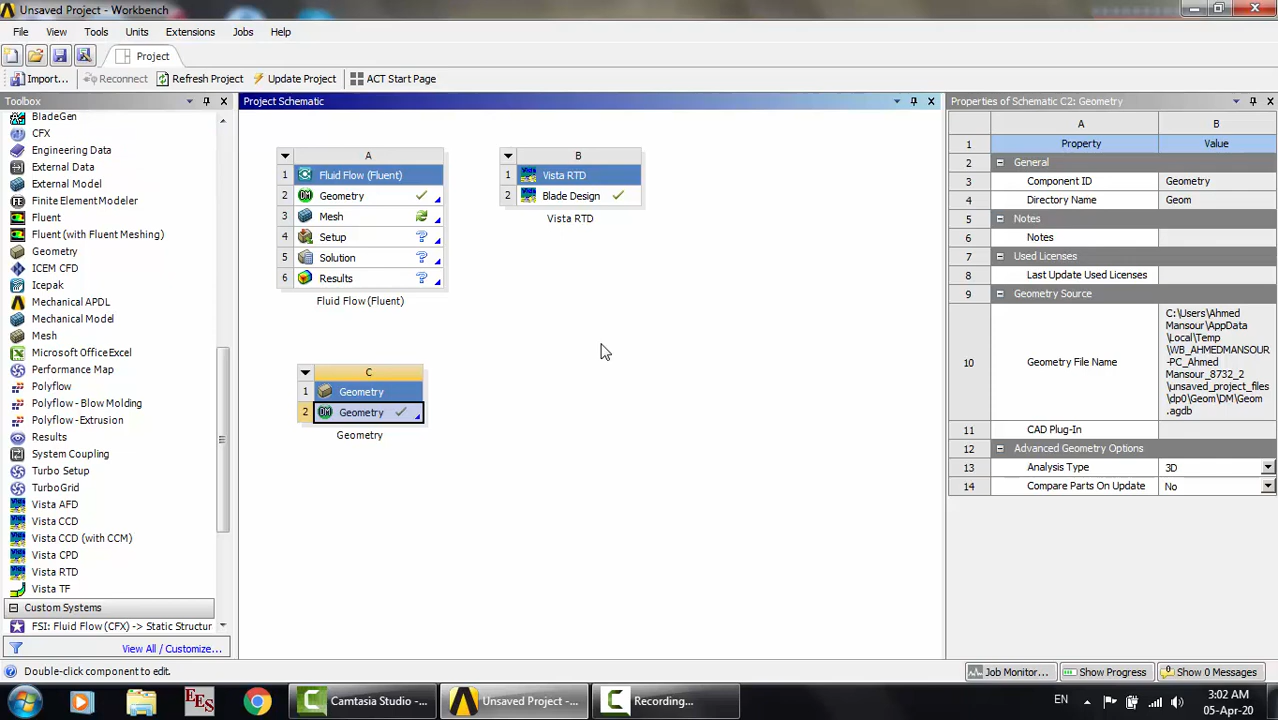 Unsaved Project - Workbench
File View Tools Units Extensions Jobs Help
Project
Import... Reconnect Refresh Project Update Project ACT Start Page
Toolbox
BladeGen
CFX
Engineering Data
External Data
External Model
Finite Element Modeler
Fluent
Fluent (with Fluent Meshing)
Geometry
ICEM CFD
Icepak
Mechanical APDL
Mechanical Model
Mesh
Microsoft Office Excel
Performance Map
Polyflow
Polyflow - Blow Molding
Polyflow - Extrusion
Results
System Coupling
Turbo Setup
TurboGrid
Vista AFD
Vista CCD
Vista CCD (with CCM)
Vista CPD
Vista RTD
Vista TF
Custom Systems
FSI: Fluid Flow (CFX) -> Static Structur
View All / Customize...
Project Schematic
A
1 Fluid Flow (Fluent)
2 DM Geometry
3 Mesh
4 Setup
5 Solution
6 Results
Fluid Flow (Fluent)
B
1 Vista RTD
2 Blade Design
Vista RTD
C
1 Geometry
2 DM Geometry
Geometry
Properties of Schematic C2: Geometry
A B
1 Property Value
2 General
3 Component ID Geometry
4 Directory Name Geom
5 Notes
6 Notes
7 Used Licenses
8 Last Update Used Licenses
9 Geometry Source
10 Geometry File Name
C:\Users\Ahmed
Mansour\AppData
\Local\Temp
\WB_AHMEDMANSOUR
-PC_Ahmed
Mansour_8732_2
\unsaved_project_files
\dp0\Geom\DM\Geom
.agdb
11 CAD Plug-In
12 Advanced Geometry Options
13 Analysis Type 3D
14 Compare Parts On Update No
Double-click component to edit.
Job Monitor... Show Progress Show 0 Messages
EES
Camtasia Studio -... Unsaved Project -... Recording...
EN
3:02 AM
05-Apr-20